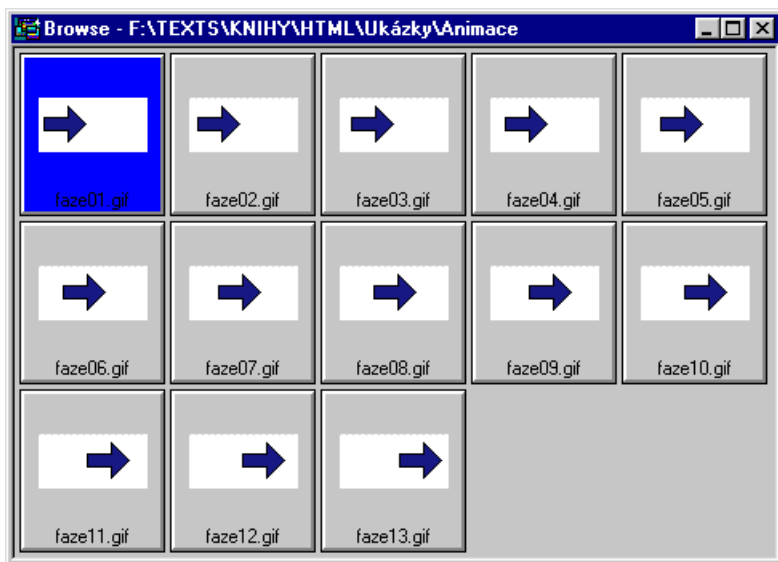 Browse - F:\TEXTS\KNIHY\HTML\Ukázky\Animace
faze01.gif
faze02.gif
faze03.gif
faze04.gif
faze05.gif
faze06.gif
faze07.gif
faze08.gif
faze09.gif
faze10.gif
faze11.gif
faze12.gif
faze13.gif